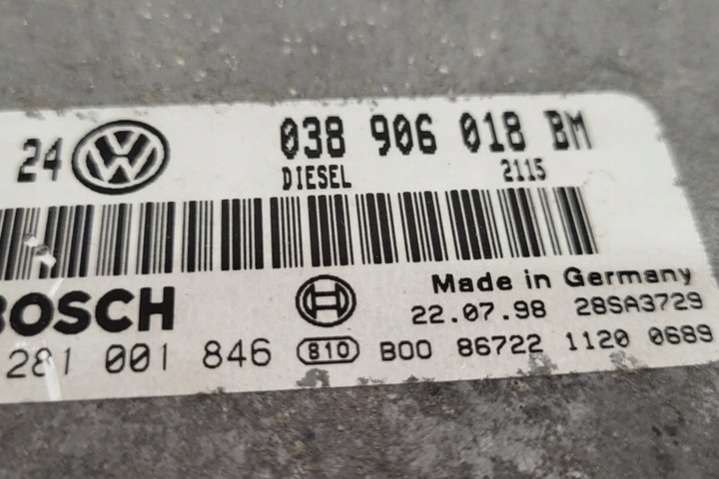 24 VW 038 906 018 BM
DIESEL 2115
Made in Germany
BOSCH 22.07.98 28SA3729
281 001 846 810 B00 86722 1120 0689